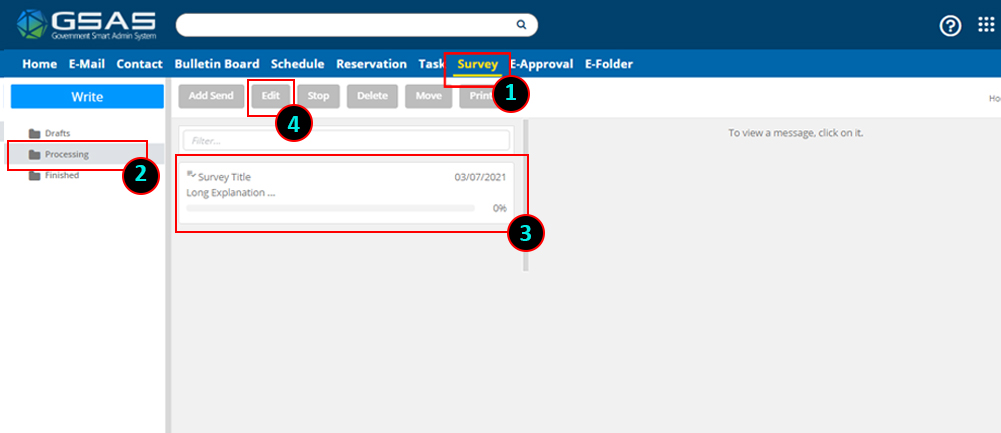 GSAS
Government Smart Admin System
Home E-Mail Contact Bulletin Board Schedule Reservation Task Survey E-Approval E-Folder
1
Write
Add Send Edit Stop Delete Move Print
4
Drafts
Processing
2
Finished
Filter...
Survey Title 03/07/2021
Long Explanation ...
0%
3
To view a message, click on it.